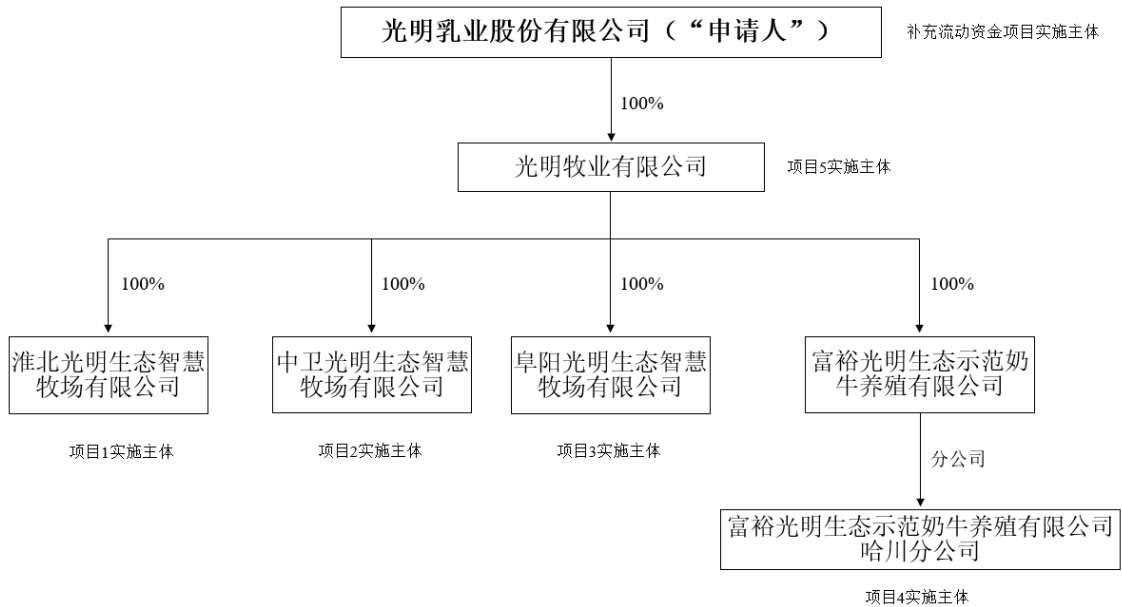 光明乳业股份有限公司（“申请人”）
补充流动资金项目实施主体
100%
光明牧业有限公司
项目5实施主体
100%
100%
100%
100%
淮北光明生态智慧
牧场有限公司
中卫光明生态智慧
牧场有限公司
阜阳光明生态智慧
牧场有限公司
富裕光明生态示范奶
牛养殖有限公司
项目1实施主体
项目2实施主体
项目3实施主体
分公司
富裕光明生态示范奶牛养殖有限公司
哈川分公司
项目4实施主体